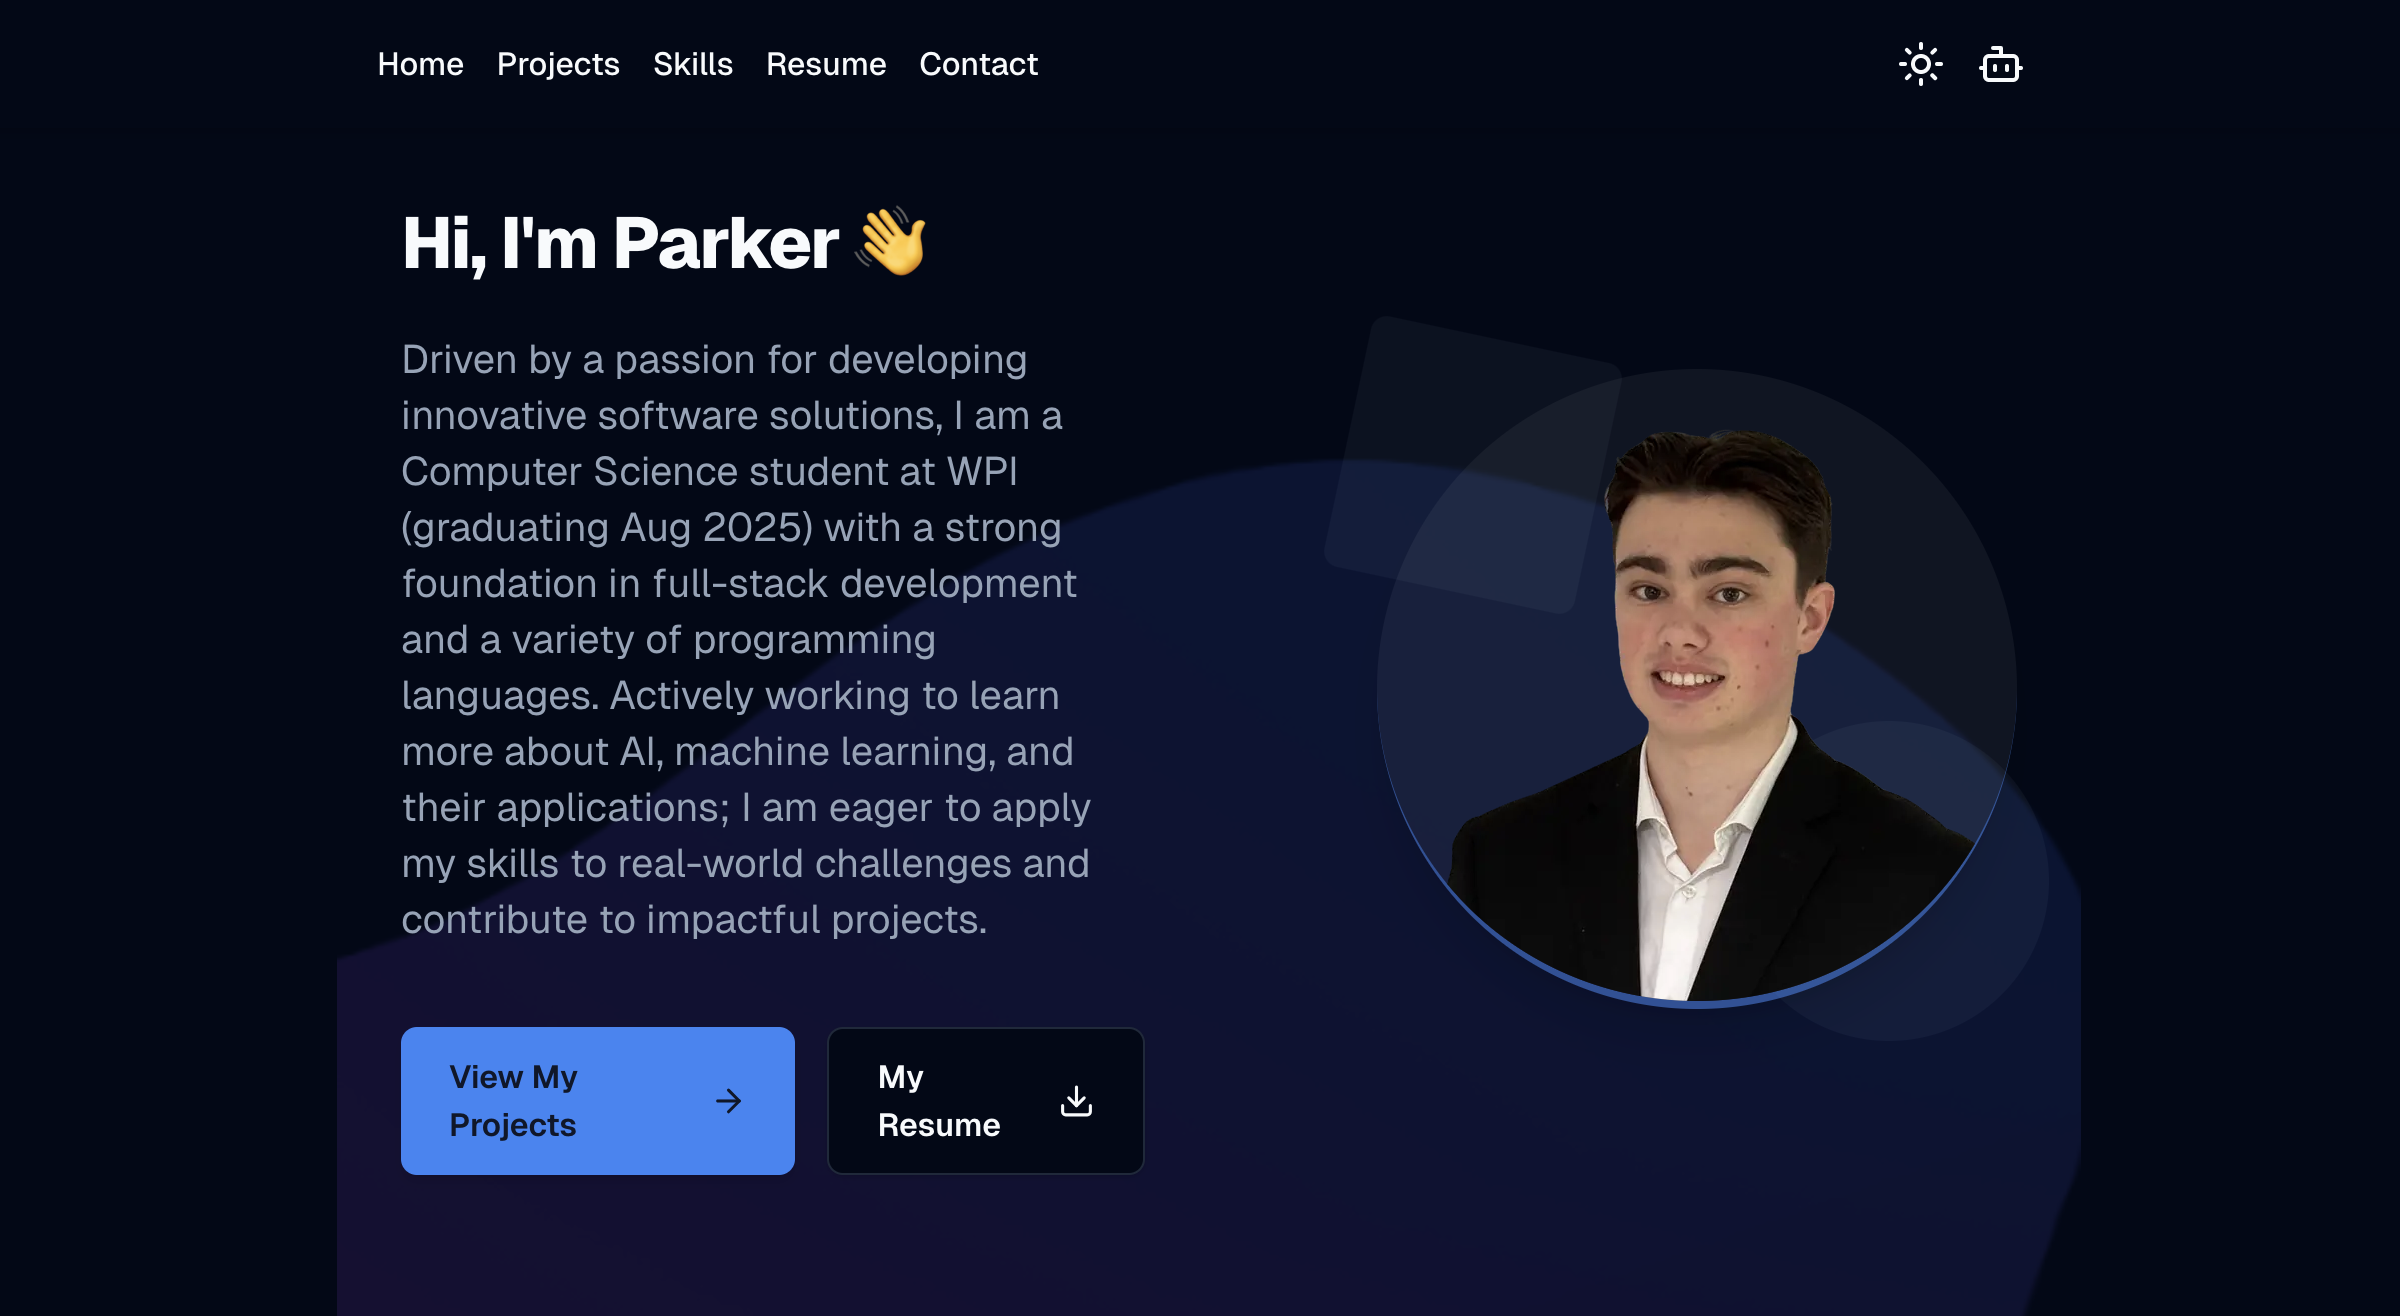 Home Projects Skills Resume Contact
Hi, I'm Parker 👋
Driven by a passion for developing
innovative software solutions, I am a
Computer Science student at WPI
(graduating Aug 2025) with a strong
foundation in full-stack development
and a variety of programming
languages. Actively working to learn
more about AI, machine learning, and
their applications; I am eager to apply
my skills to real-world challenges and
contribute to impactful projects.
View My
Projects
My
Resume